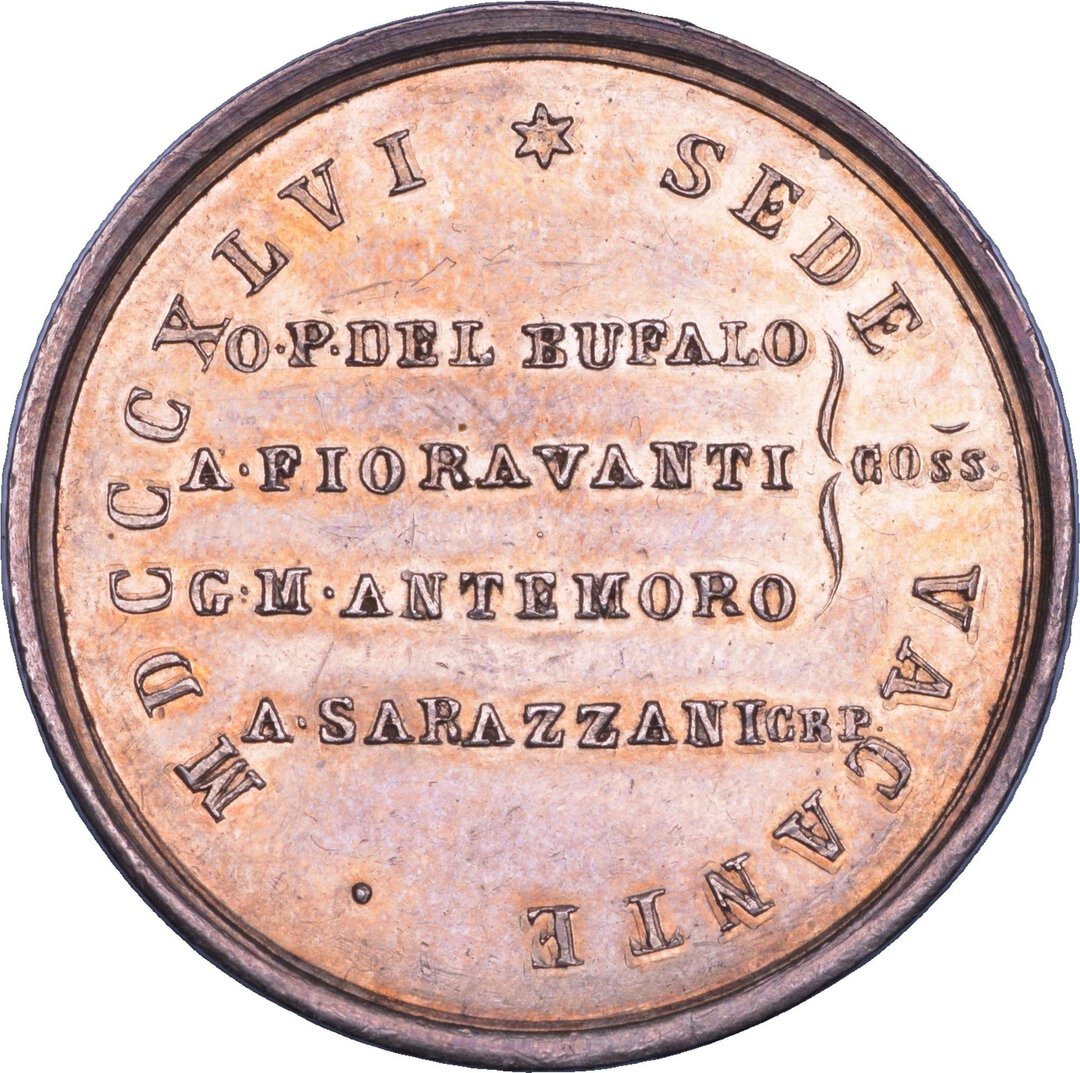 SEDE VACANTE • MDCCCXLVI
O·P·DEL BUFALO
A·FIORAVANTI
COSS.
G·M·ANTEMORO
A·SARAZZANI CRP.